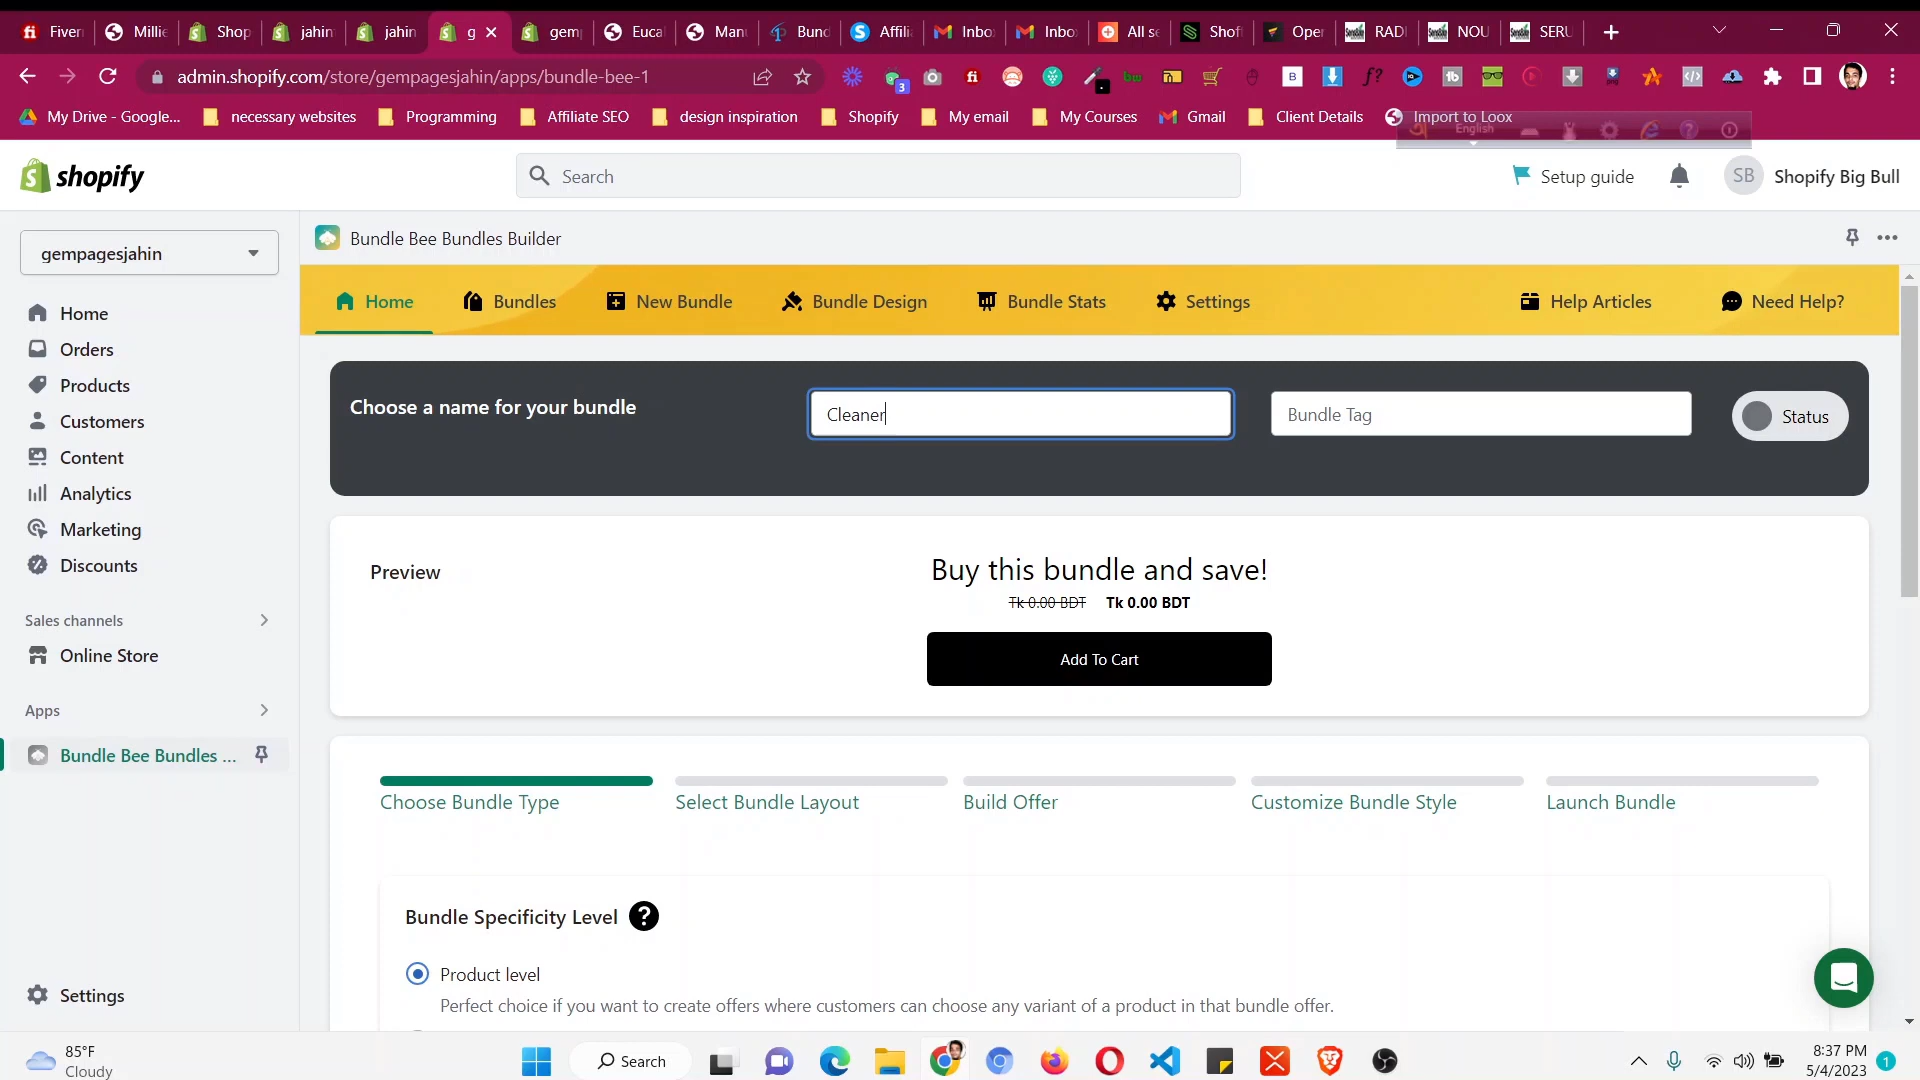 Fiver
Millie
Shop
jahin
jahin
g
gemp
Euca
Manu
Bund
Affili
Inbo
Inbo
All se
Shofi
Oper
RADI
NOU
SERU
admin.shopify.com/store/gempagesjahin/apps/bundle-bee-1
My Drive - Google...
necessary websites
Programming
Affiliate SEO
design inspiration
Shopify
My email
My Courses
Gmail
Client Details
Import to Loox
English
shopify
Search
Setup guide
SB
Shopify Big Bull
gempagesjahin
Home
Orders
Products
Customers
Content
Analytics
Marketing
Discounts
Sales channels
Online Store
Apps
Bundle Bee Bundles ...
Settings
Bundle Bee Bundles Builder
Home
Bundles
New Bundle
Bundle Design
Bundle Stats
Settings
Help Articles
Need Help?
Choose a name for your bundle
Cleaner
Bundle Tag
Status
Preview
Buy this bundle and save!
Tk 0.00 BDT Tk 0.00 BDT
Add To Cart
Choose Bundle Type
Select Bundle Layout
Build Offer
Customize Bundle Style
Launch Bundle
Bundle Specificity Level
Product level
Perfect choice if you want to create offers where customers can choose any variant of a product in that bundle offer.
85°F
Cloudy
Search
8:37 PM
5/4/2023
1